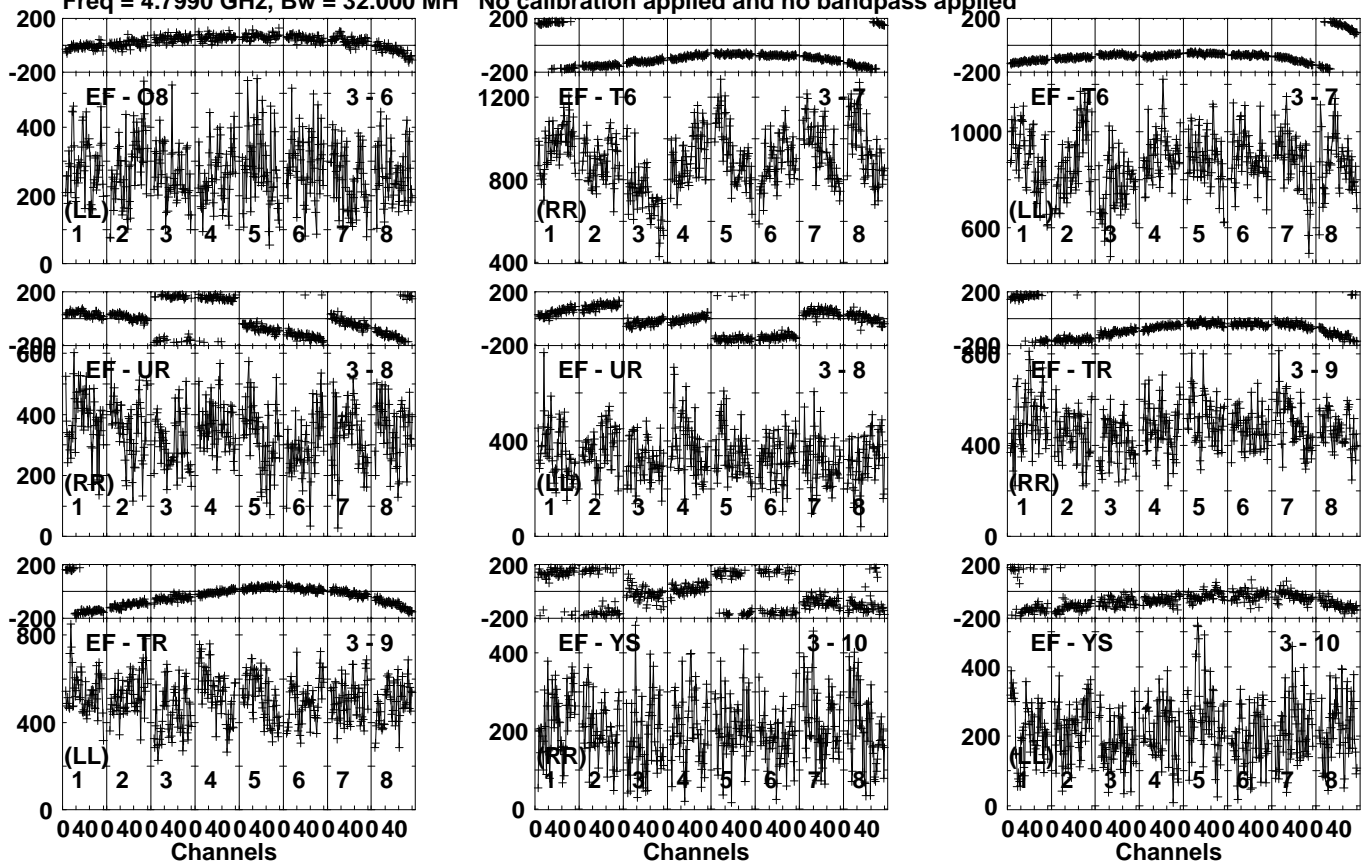 Freq = 4.7990 GHz, Bw = 32.000 MH No calibration applied and no bandpass applied
200
-200
EF - O8 3 - 6
400
200
(LL)
1 2 3 4 5 6 7 8
0
200
-200
1200
EF - T6 3 - 7
800
(RR)
1 2 3 4 5 6 7 8
400
200
-200
EF - T6 3 - 7
1000
(LL)
600
1 2 3 4 5 6 7 8
200
-200
600
EF - UR 3 - 8
400
200
(RR)
1 2 3 4 5 6 7 8
0
200
-200
EF - UR 3 - 8
400
(LL)
1 2 3 4 5 6 7 8
0
200
-200
800
EF - TR 3 - 9
400
(RR)
1 2 3 4 5 6 7 8
0
200
-200
800
EF - TR 3 - 9
400
(LL)
1 2 3 4 5 6 7 8
0
200
-200
EF - YS 3 - 10
400
200
(RR)
1 2 3 4 5 6 7 8
0
200
-200
EF - YS 3 - 10
400
200
(LL)
1 2 3 4 5 6 7 8
0
0 40 0 40 0 40 0 40 0 40 0 40 0 40 0 40
Channels
0 40 0 40 0 40 0 40 0 40 0 40 0 40 0 40
Channels
0 40 0 40 0 40 0 40 0 40 0 40 0 40 0 40
Channels